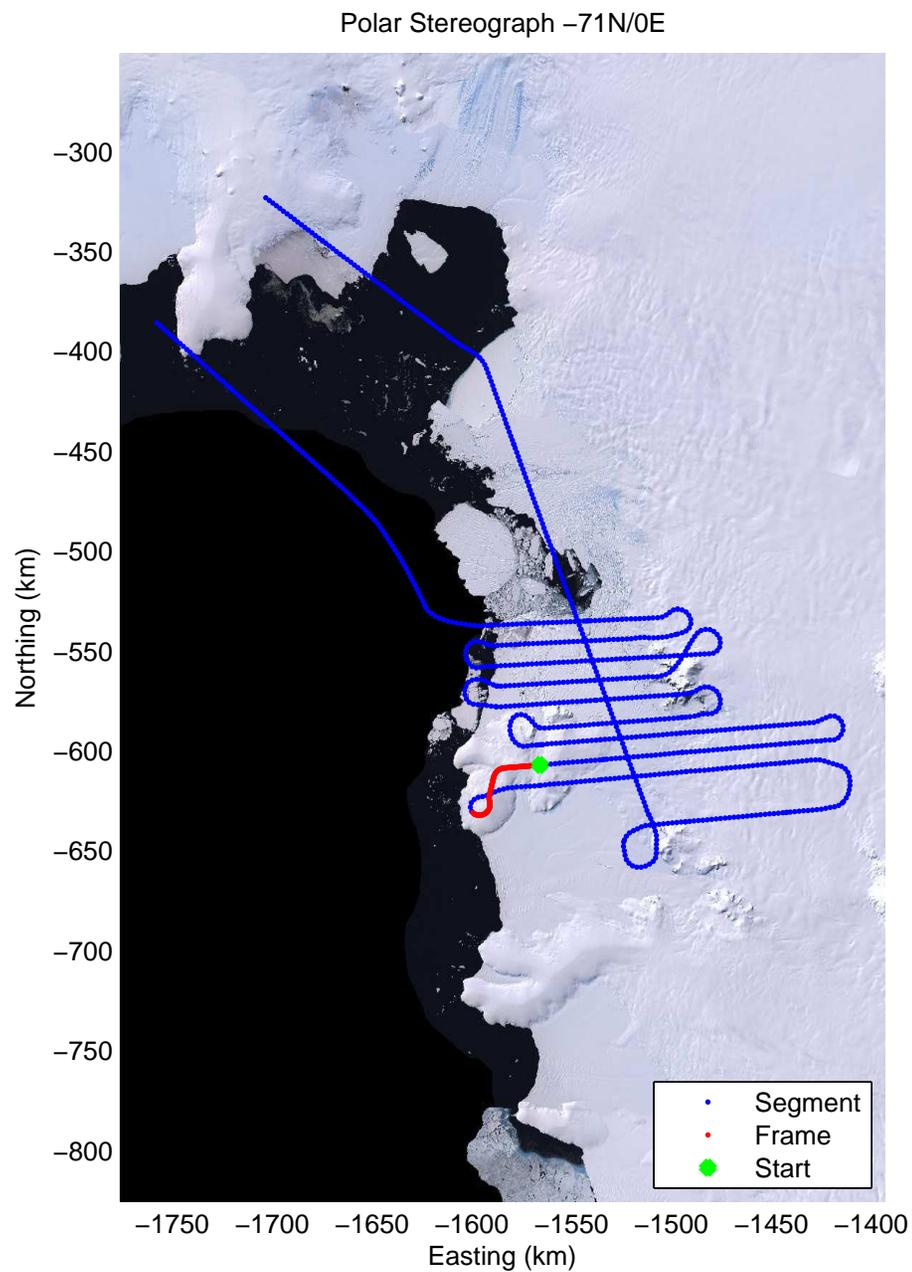 Polar Stereograph −71N/0E
−300
−350
−400
−450
−500
−550
−600
−650
−700
−750
−800
Northing (km)
Segment
Frame
Start
−1750 −1700 −1650 −1600 −1550 −1500 −1450 −1400
Easting (km)